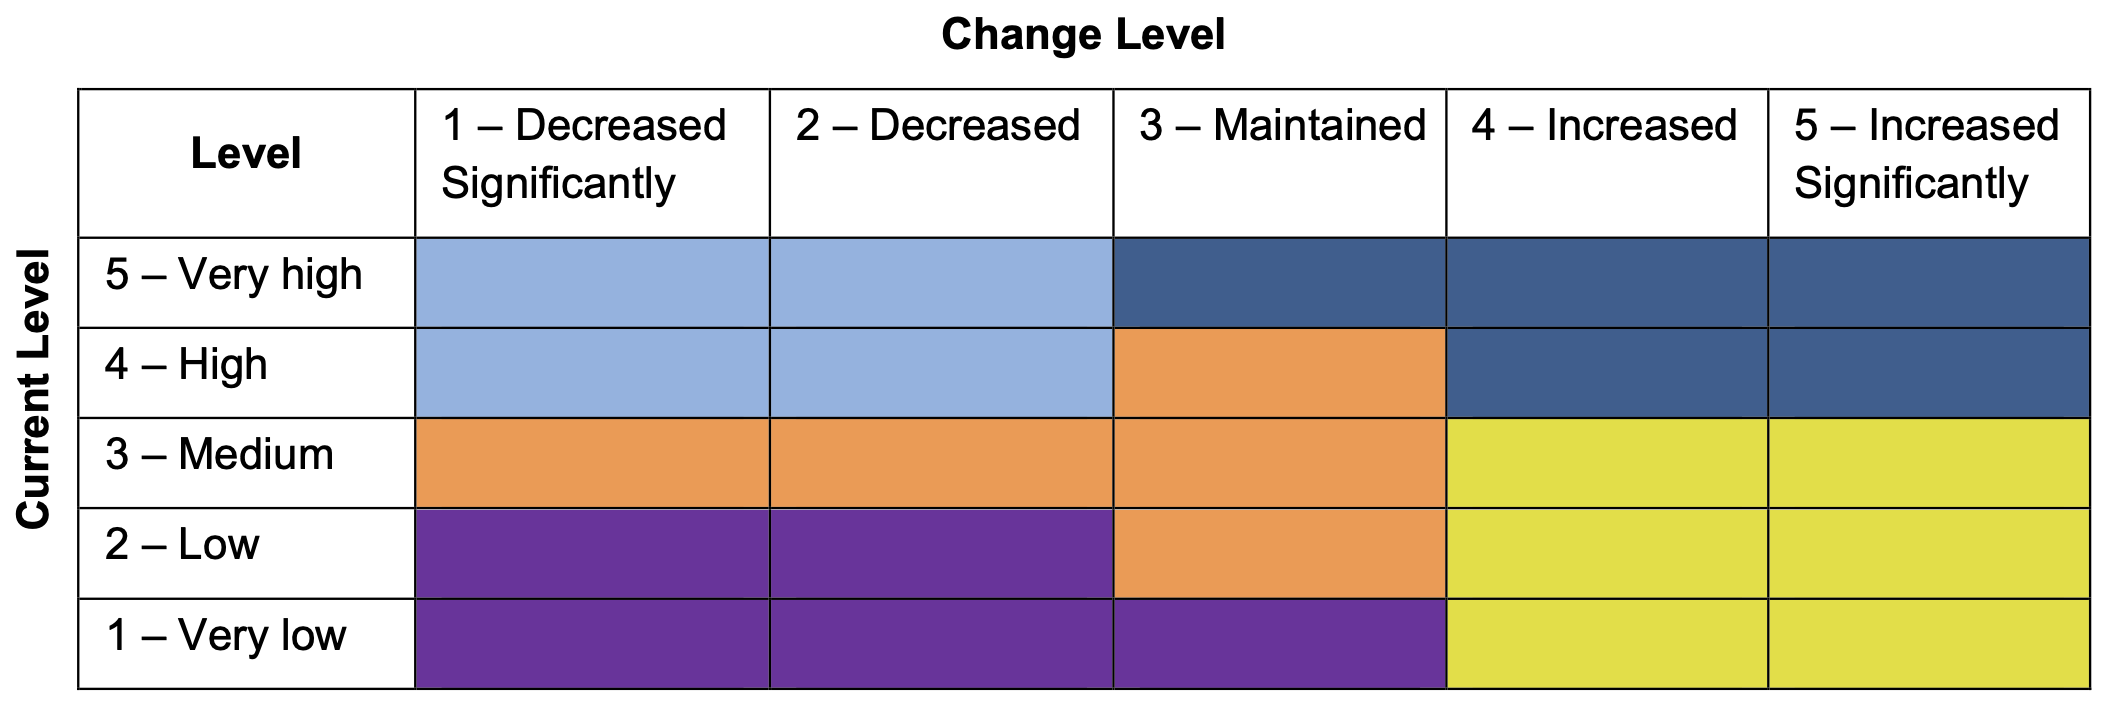 Change Level
Level
1 – Decreased
Significantly
2 – Decreased
3 – Maintained
4 – Increased
5 – Increased
Significantly
Current Level
5 – Very high
4 – High
3 – Medium
2 – Low
1 – Very low